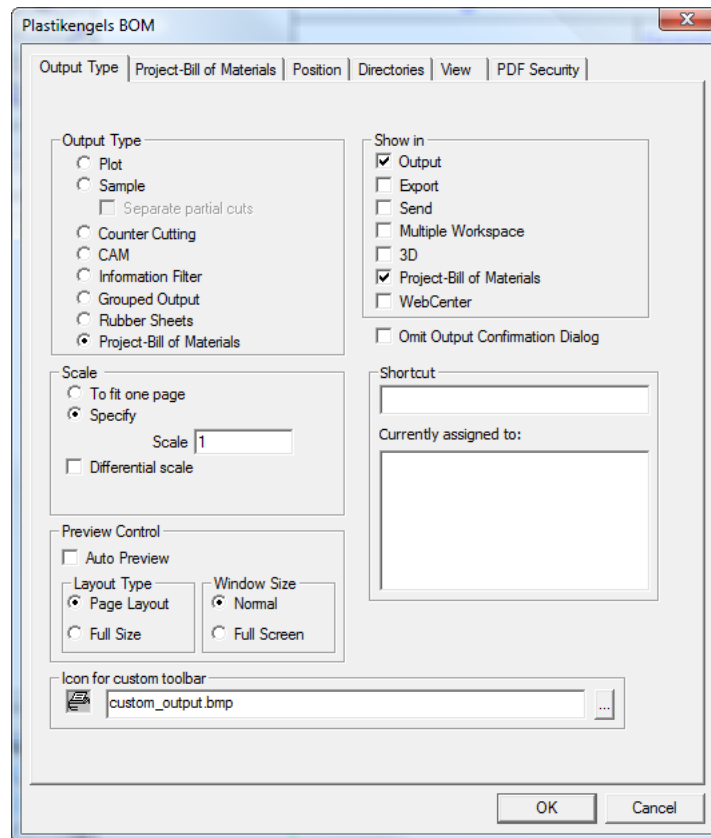 Plastikengels BOM
x
Output Type Project-Bill of Materials Position Directories View PDF Security
Output Type
Plot
Sample
Separate partial cuts
Counter Cutting
CAM
Information Filter
Grouped Output
Rubber Sheets
Project-Bill of Materials
Show in
Output
Export
Send
Multiple Workspace
3D
Project-Bill of Materials
WebCenter
Omit Output Confimation Dialog
Scale
To fit one page
Specify
Scale 1
Differential scale
Shortcut
Currently assigned to:
Preview Control
Auto Preview
Layout Type
Page Layout
Full Size
Window Size
Normal
Full Screen
Icon for custom toolbar
custom_output.bmp
...
OK Cancel